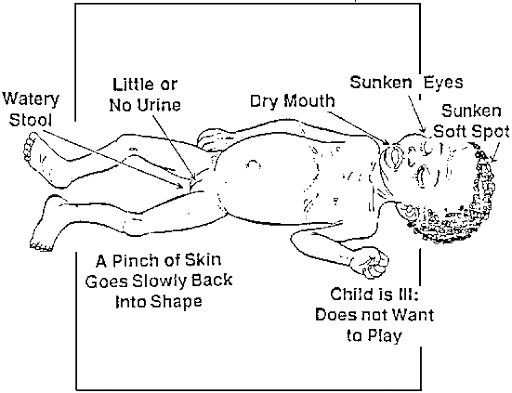 Watery
Stool
Little or
No Urine
Dry Mouth
Sunken Eyes
Sunken
Soft Spot
A Pinch of Skin
Goes Slowly Back
Into Shape
Child is Ill:
Does not Want
to Play